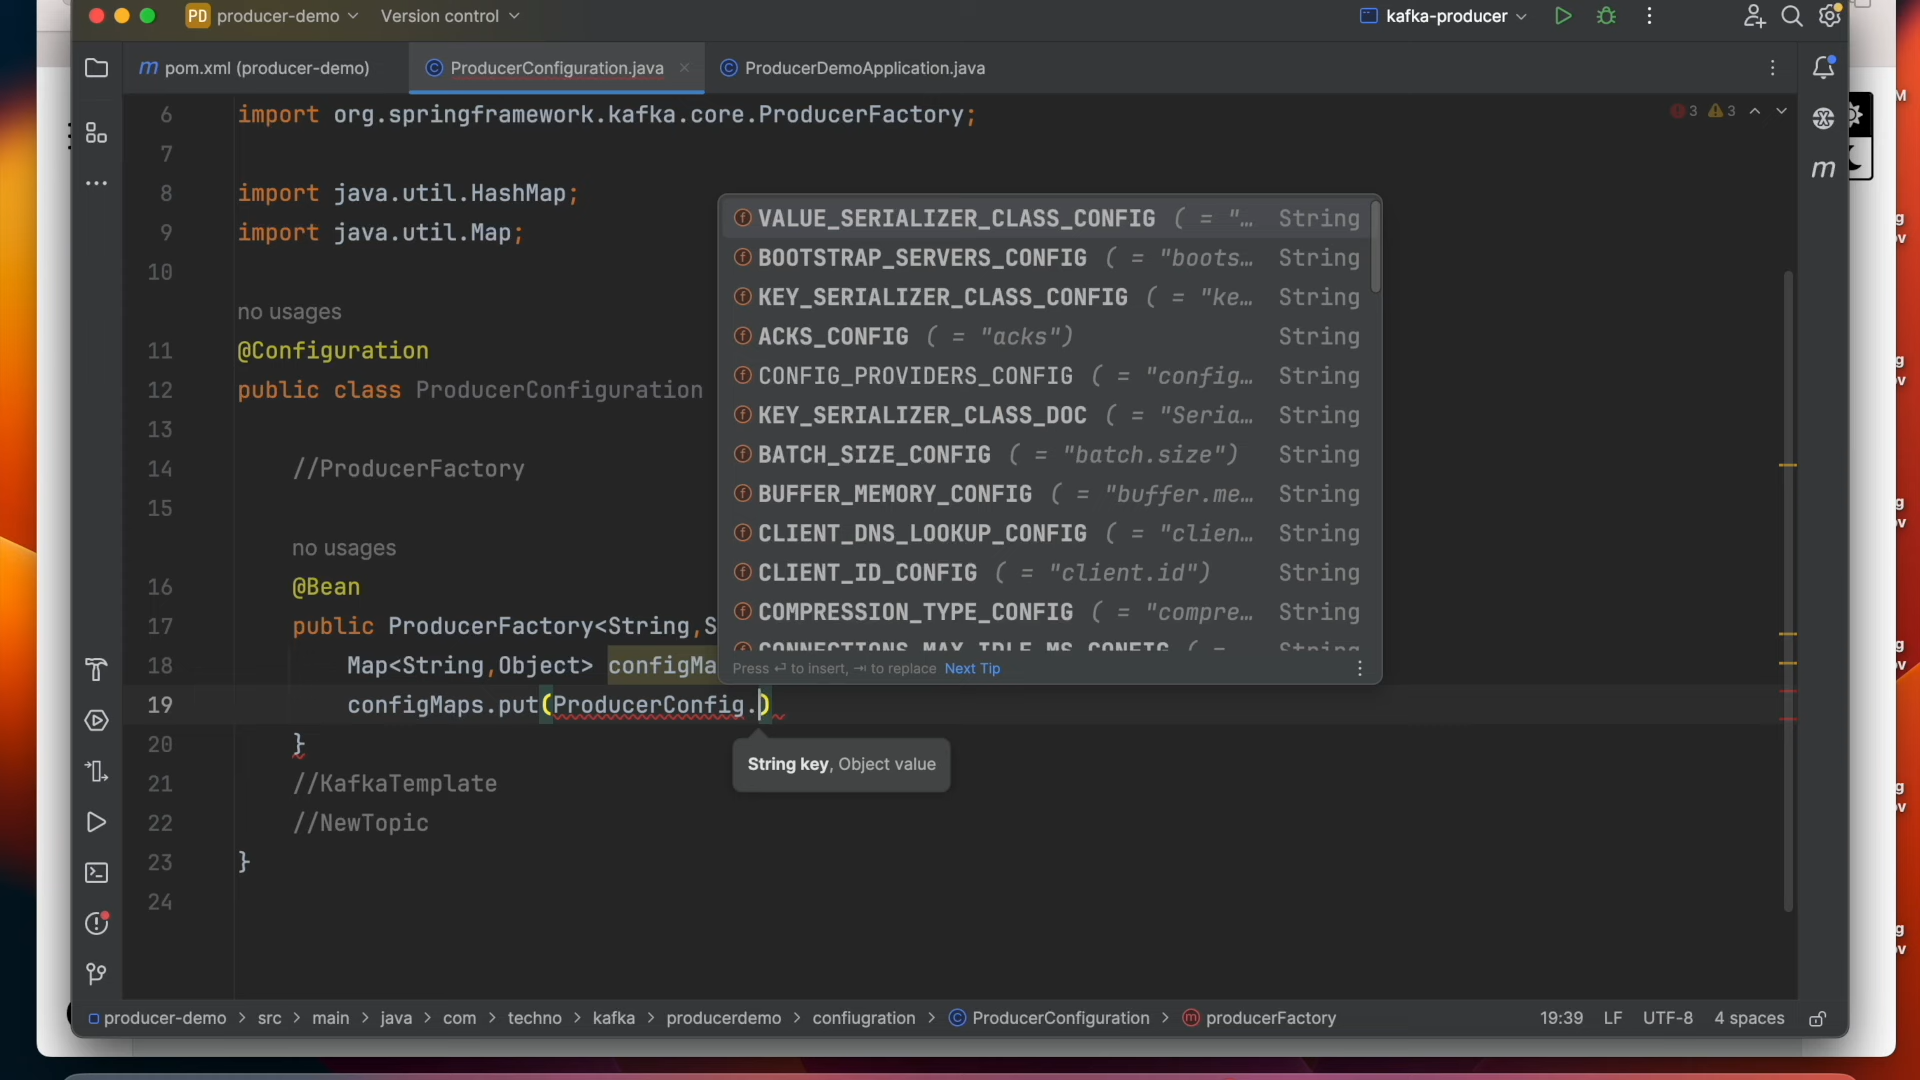 PD producer-demo Version control kafka-producer
m pom.xml (producer-demo) ProducerConfiguration.java ProducerDemoApplication.java
6 import org.springframework.kafka.core.ProducerFactory; 3 3
7
8 import java.util.HashMap;
9 import java.util.Map;
10
no usages
11 @Configuration
12 public class ProducerConfiguration
13
14 //ProducerFactory
15
no usages
16 @Bean
17 public ProducerFactory<String,S
18 Map<String,Object> configMa
19 configMaps.put(ProducerConfig.)
20 }
21 //KafkaTemplate
22 //NewTopic
23 }
24
VALUE_SERIALIZER_CLASS_CONFIG ( = "… String
BOOTSTRAP_SERVERS_CONFIG ( = "boots… String
KEY_SERIALIZER_CLASS_CONFIG ( = "ke… String
ACKS_CONFIG ( = "acks") String
CONFIG_PROVIDERS_CONFIG ( = "config… String
KEY_SERIALIZER_CLASS_DOC ( = "Seria… String
BATCH_SIZE_CONFIG ( = "batch.size") String
BUFFER_MEMORY_CONFIG ( = "buffer.me… String
CLIENT_DNS_LOOKUP_CONFIG ( = "clien… String
CLIENT_ID_CONFIG ( = "client.id") String
COMPRESSION_TYPE_CONFIG ( = "compre… String
CONNECTIONS_MAX_IDLE_MS_CONFIG ( = String
Press ⏎ to insert, ⇥ to replace Next Tip
String key, Object value
producer-demo > src > main > java > com > techno > kafka > producerdemo > confiugration > ProducerConfiguration > producerFactory 19:39 LF UTF-8 4 spaces